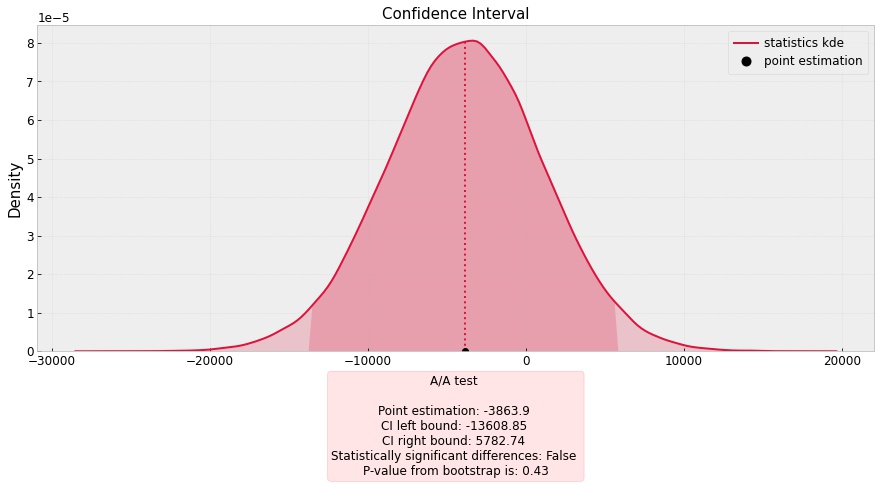 Confidence Interval
1e−5
statistics kde
point estimation
8
7
6
5
4
3
2
1
0
Density
−30000 −20000 −10000 0 10000 20000
A/A test
Point estimation: -3863.9
CI left bound: -13608.85
CI right bound: 5782.74
Statistically significant differences: False
P-value from bootstrap is: 0.43